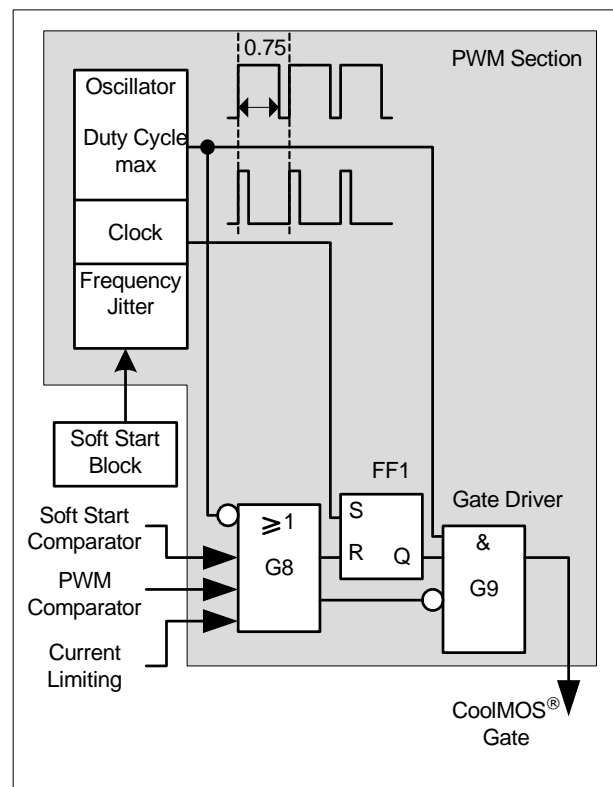 0.75
PWM Section
Oscillator
Duty Cycle
max
Clock
Frequency
Jitter
Soft Start
Block
FF1
Gate Driver
Soft Start
Comparator
PWM
Comparator
Current
Limiting
≥1
G8
S
R
Q
&
G9
CoolMOS®
Gate